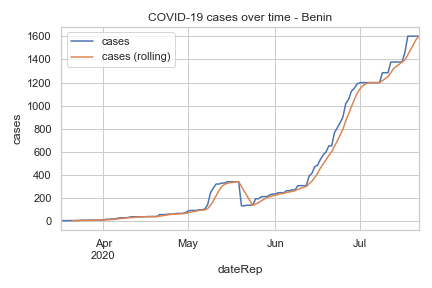 COVID-19 cases over time - Benin
cases
cases (rolling)
1600
1400
1200
1000
800
600
400
200
0
cases
Apr
2020
May
Jun
Jul
dateRep